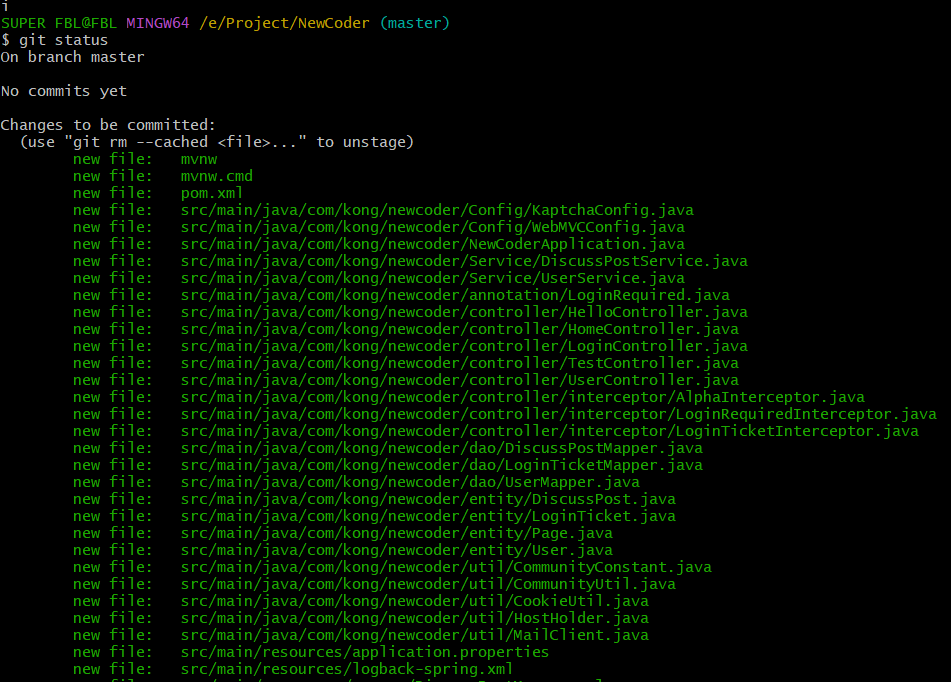 i
SUPER FBL@FBL MINGW64 /e/Project/NewCoder (master)
$ git status
On branch master
No commits yet
Changes to be committed:
  (use "git rm --cached <file>..." to unstage)
        new file:   mvnw
        new file:   mvnw.cmd
        new file:   pom.xml
        new file:   src/main/java/com/kong/newcoder/Config/KaptchaConfig.java
        new file:   src/main/java/com/kong/newcoder/Config/WebMVCConfig.java
        new file:   src/main/java/com/kong/newcoder/NewCoderApplication.java
        new file:   src/main/java/com/kong/newcoder/Service/DiscussPostService.java
        new file:   src/main/java/com/kong/newcoder/Service/UserService.java
        new file:   src/main/java/com/kong/newcoder/annotation/LoginRequired.java
        new file:   src/main/java/com/kong/newcoder/controller/HelloController.java
        new file:   src/main/java/com/kong/newcoder/controller/HomeController.java
        new file:   src/main/java/com/kong/newcoder/controller/LoginController.java
        new file:   src/main/java/com/kong/newcoder/controller/TestController.java
        new file:   src/main/java/com/kong/newcoder/controller/UserController.java
        new file:   src/main/java/com/kong/newcoder/controller/interceptor/AlphaInterceptor.java
        new file:   src/main/java/com/kong/newcoder/controller/interceptor/LoginRequiredInterceptor.java
        new file:   src/main/java/com/kong/newcoder/controller/interceptor/LoginTicketInterceptor.java
        new file:   src/main/java/com/kong/newcoder/dao/DiscussPostMapper.java
        new file:   src/main/java/com/kong/newcoder/dao/LoginTicketMapper.java
        new file:   src/main/java/com/kong/newcoder/dao/UserMapper.java
        new file:   src/main/java/com/kong/newcoder/entity/DiscussPost.java
        new file:   src/main/java/com/kong/newcoder/entity/LoginTicket.java
        new file:   src/main/java/com/kong/newcoder/entity/Page.java
        new file:   src/main/java/com/kong/newcoder/entity/User.java
        new file:   src/main/java/com/kong/newcoder/util/CommunityConstant.java
        new file:   src/main/java/com/kong/newcoder/util/CommunityUtil.java
        new file:   src/main/java/com/kong/newcoder/util/CookieUtil.java
        new file:   src/main/java/com/kong/newcoder/util/HostHolder.java
        new file:   src/main/java/com/kong/newcoder/util/MailClient.java
        new file:   src/main/resources/application.properties
        new file:   src/main/resources/logback-spring.xml